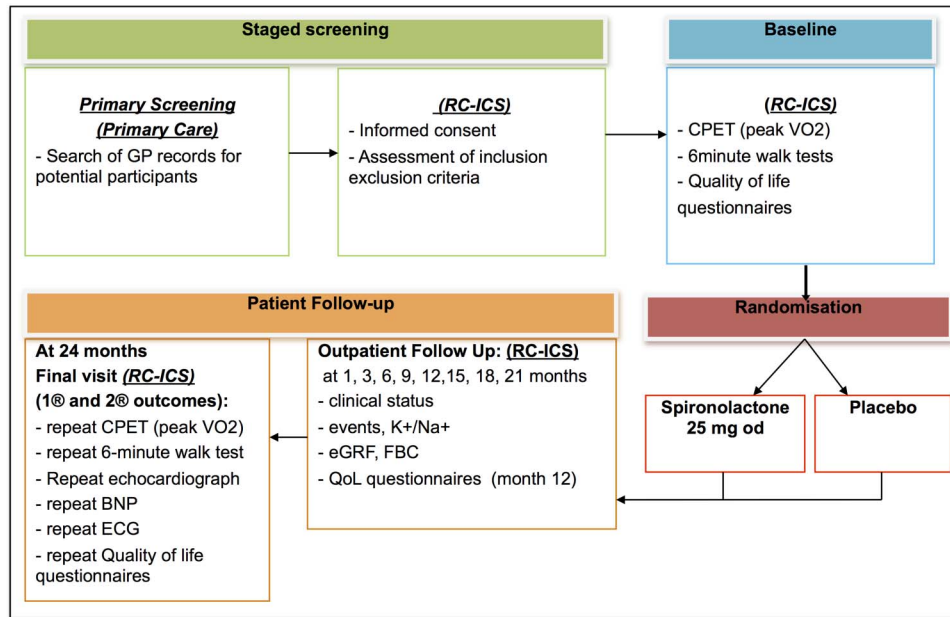 Staged screening
Primary Screening
(Primary Care)
- Search of GP records for
potential participants
(RC-ICS)
- Informed consent
- Assessment of inclusion
exclusion criteria
Baseline
(RC-ICS)
- CPET (peak VO2)
- 6minute walk tests
- Quality of life
questionnaires
Randomisation
Spironolactone
25 mg od
Placebo
Patient Follow-up
Outpatient Follow Up: (RC-ICS)
at 1, 3, 6, 9, 12,15, 18, 21 months
- clinical status
- events, K+/Na+
- eGRF, FBC
- QoL questionnaires (month 12)
At 24 months
Final visit (RC-ICS)
(1® and 2® outcomes):
- repeat CPET (peak VO2)
- repeat 6-minute walk test
- Repeat echocardiograph
- repeat BNP
- repeat ECG
- repeat Quality of life
questionnaires